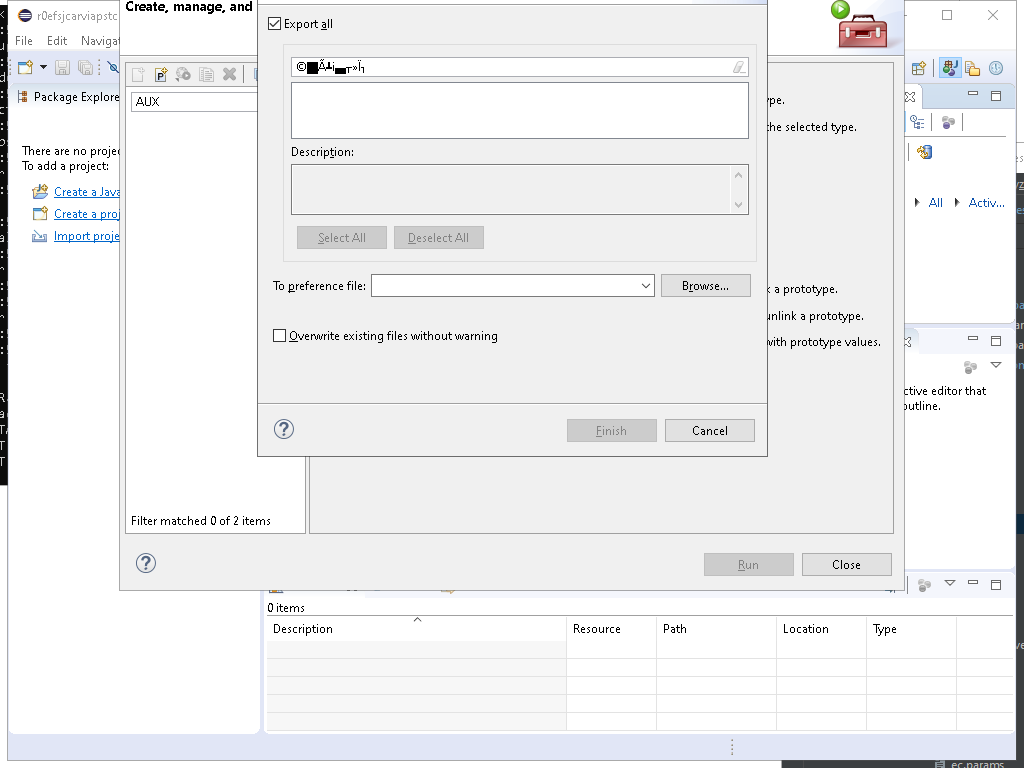 Create, manage, and
r0efsjcarviapstc
File Edit Navigat
Package Explore
There are no projec
To add a project:
Create a Java
Create a proj
Import proje
AUX
Filter matched 0 of 2 items
Export all
Description:
Select All Deselect All
To preference file: Browse...
Overwrite existing files without warning
Finish Cancel
ype.
the selected type.
k a prototype.
unlink a prototype.
with prototype values.
Run Close
All Activ...
ctive editor that
outline.
0 items
Description Resource Path Location Type
ec.params